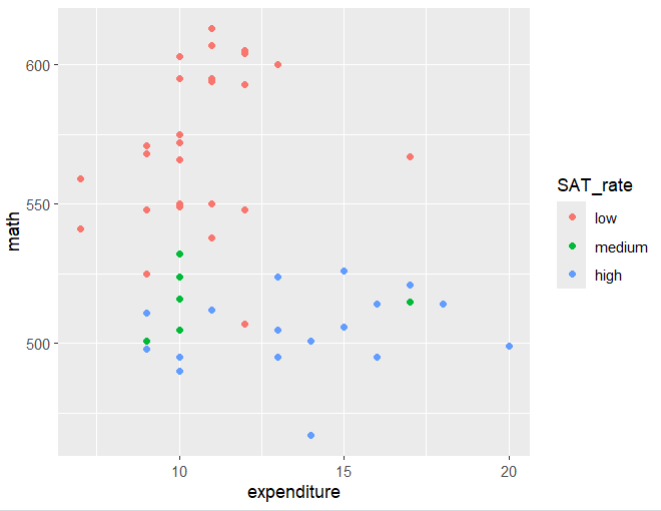 600
550
500
math
10
15
20
expenditure
SAT_rate
low
medium
high